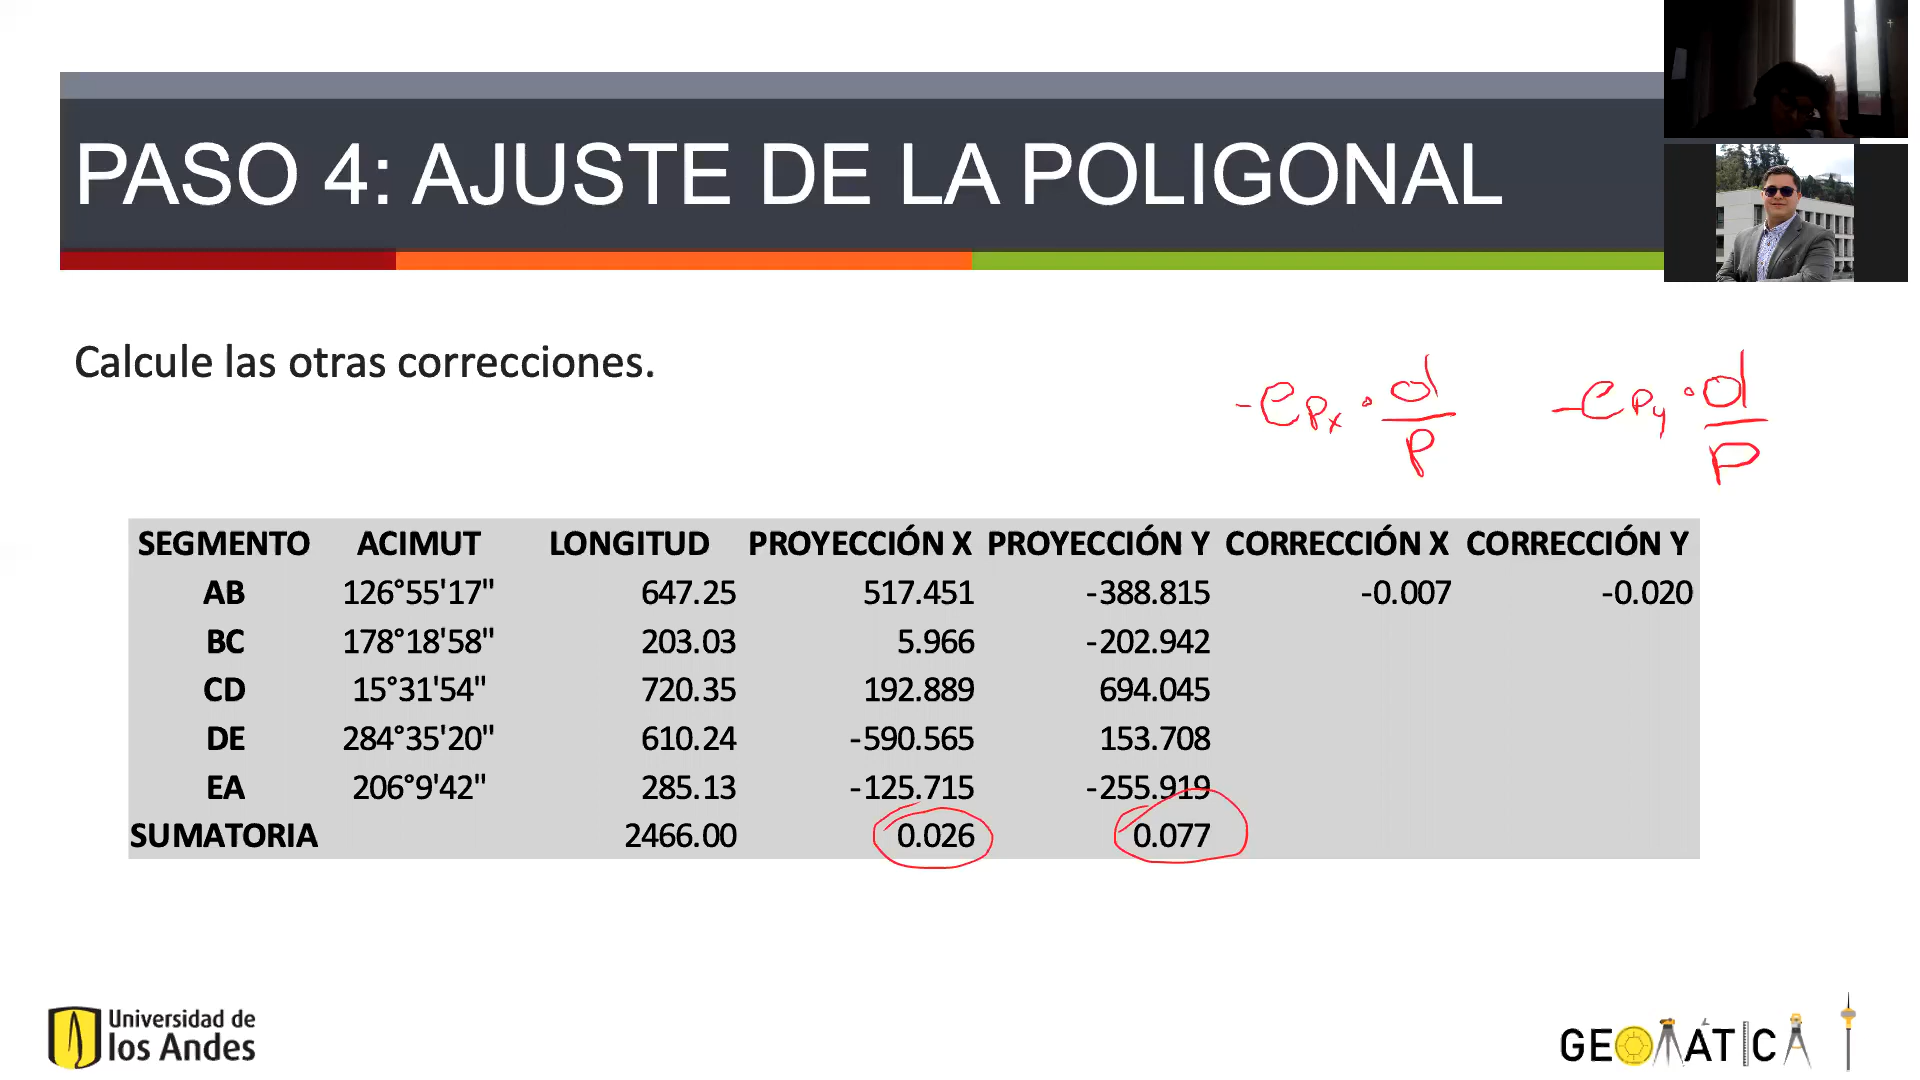 PASO 4: AJUSTE DE LA POLIGONAL
Calcule las otras correcciones.
-e_Px · d/P    -e_Py · d/P
SEGMENTO ACIMUT LONGITUD PROYECCIÓN X PROYECCIÓN Y CORRECCIÓN X CORRECCIÓN Y
AB 126°55'17" 647.25 517.451 -388.815 -0.007 -0.020
BC 178°18'58" 203.03 5.966 -202.942
CD 15°31'54" 720.35 192.889 694.045
DE 284°35'20" 610.24 -590.565 153.708
EA 206°9'42" 285.13 -125.715 -255.919
SUMATORIA 2466.00 0.026 0.077
Universidad de
los Andes
GEOMÁTICA